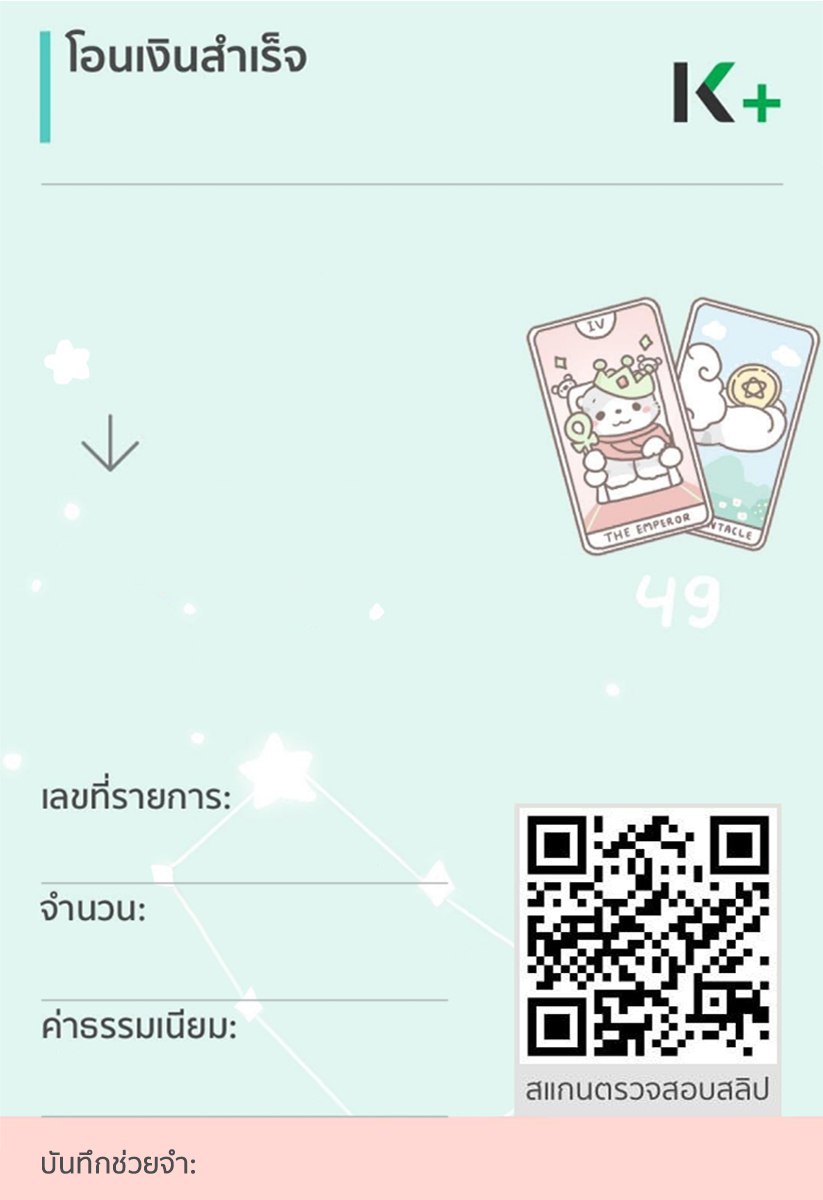 โอนเงินสำเร็จ
K+
IV
THE EMPEROR
NTACLE
49
เลขที่รายการ:
จำนวน:
ค่าธรรมเนียม:
สแกนตรวจสอบสลิป
บันทึกช่วยจำ: